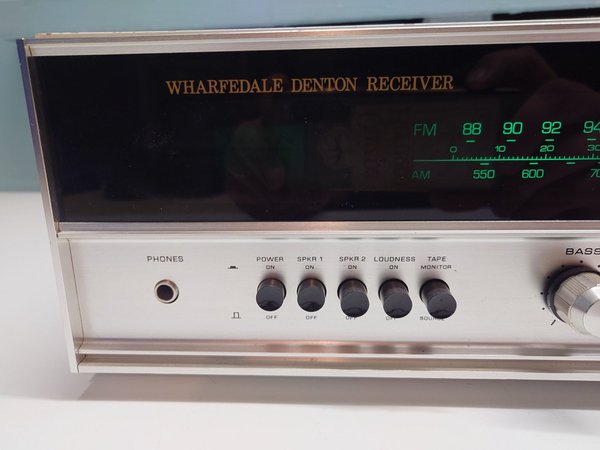 WHARFEDALE DENTON RECEIVER
FM 88 90 92 94
0 10 20 30
AM 550 600
PHONES POWER SPKR 1 SPKR 2 LOUDNESS TAPE BASS
ON ON ON ON MONITOR
OFF OFF OFF OFF SOURCE